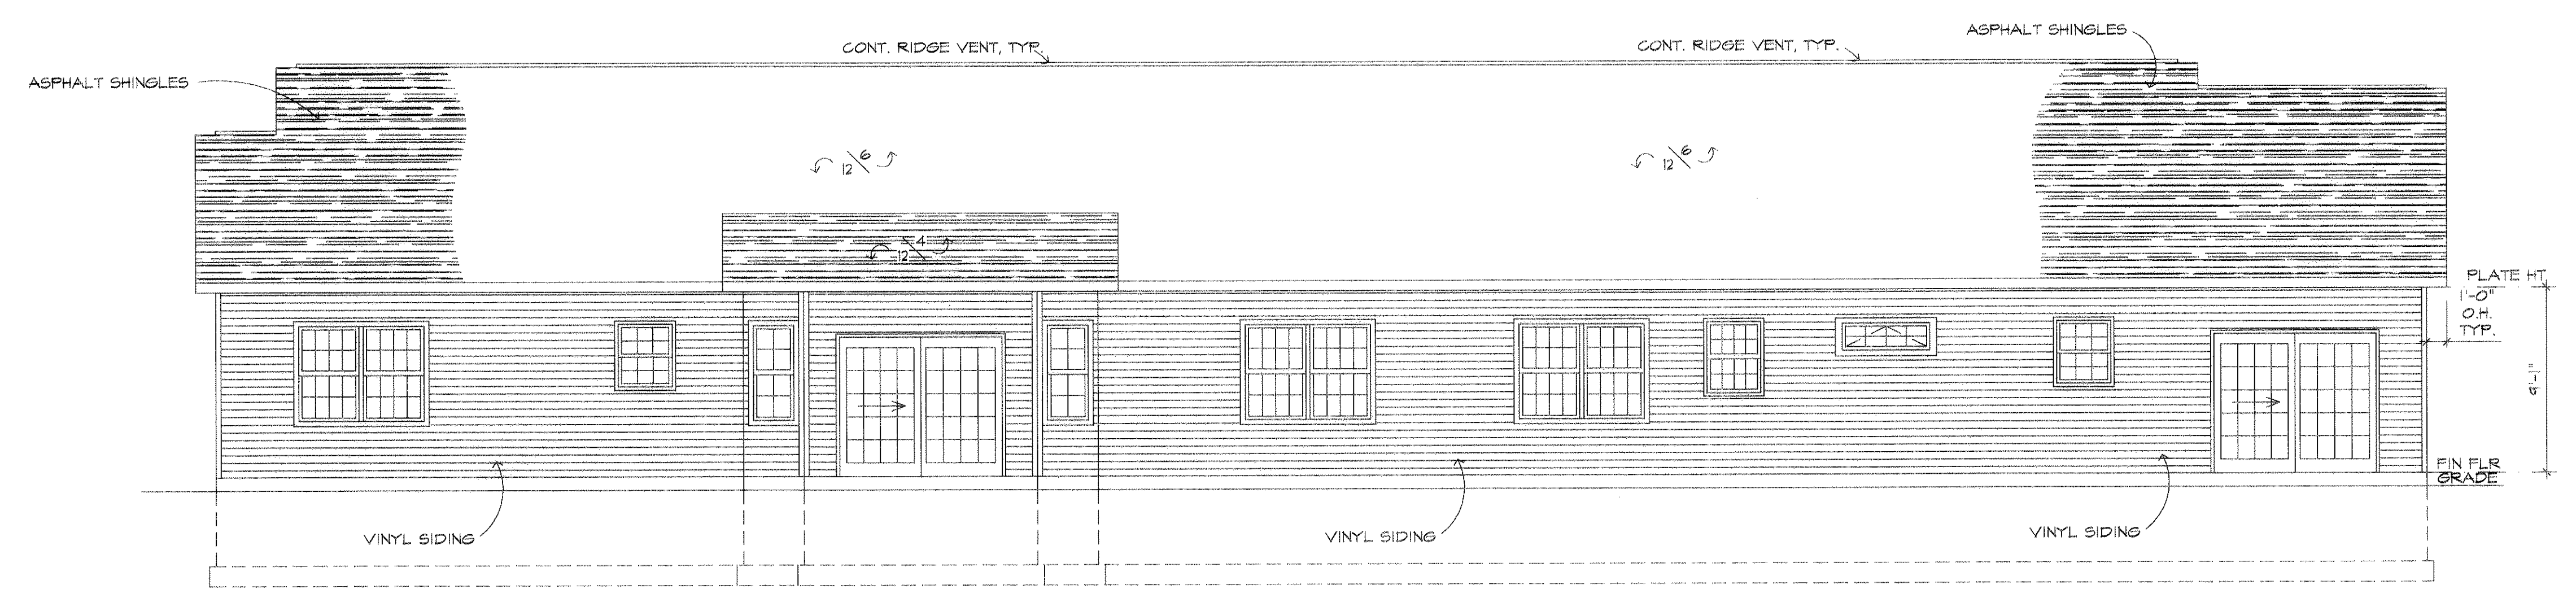 ASPHALT SHINGLES
CONT. RIDGE VENT, TYP.
CONT. RIDGE VENT, TYP.
ASPHALT SHINGLES
12 6
12 6
12 4
PLATE HT.
1'-0"
O.H.
TYP.
9'-1"
FIN FLR
GRADE
VINYL SIDING
VINYL SIDING
VINYL SIDING